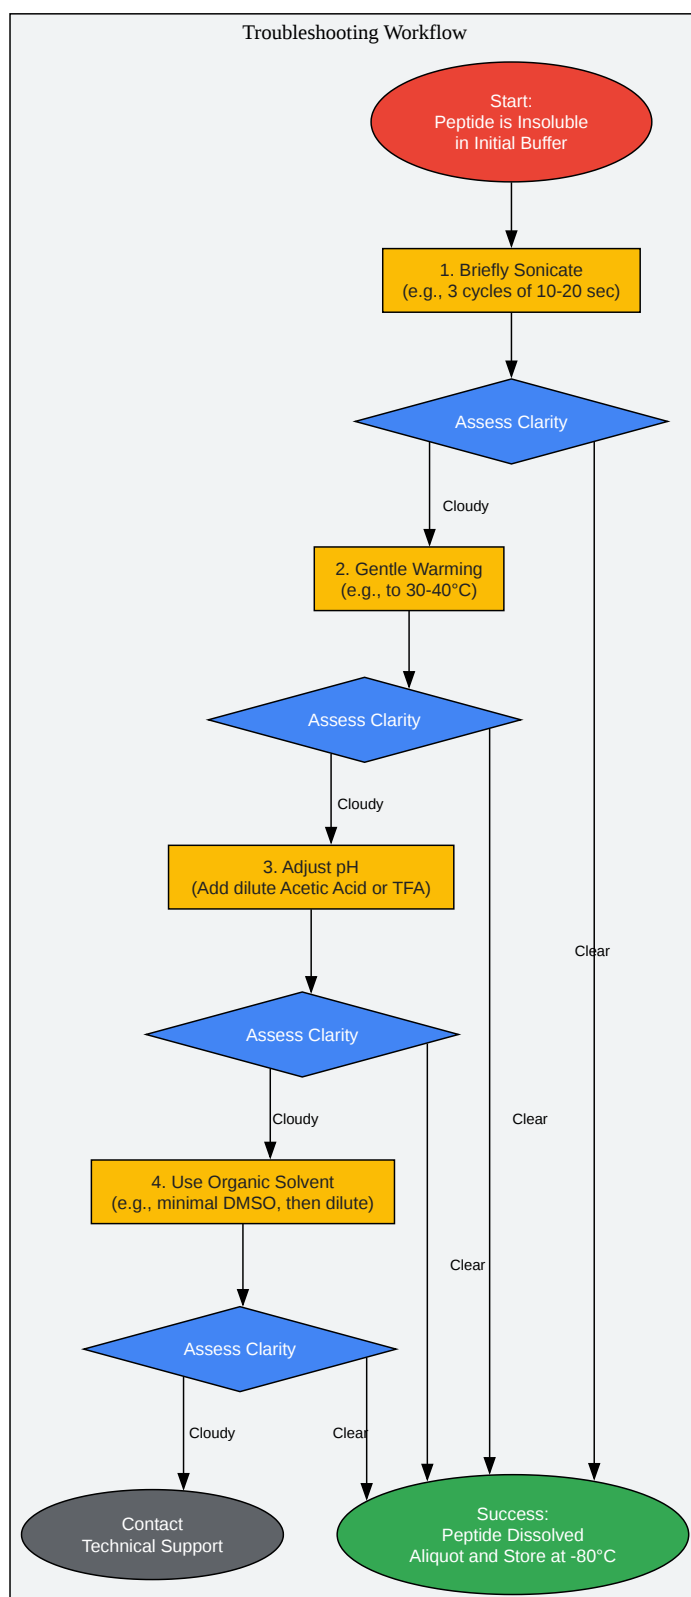 Troubleshooting Workflow
Start:
Peptide is Insoluble
in Initial Buffer
1. Briefly Sonicate
(e.g., 3 cycles of 10-20 sec)
Assess Clarity
Cloudy
2. Gentle Warming
(e.g., to 30-40°C)
Assess Clarity
Cloudy
3. Adjust pH
(Add dilute Acetic Acid or TFA)
Clear
Assess Clarity
Cloudy
Clear
4. Use Organic Solvent
(e.g., minimal DMSO, then dilute)
Clear
Assess Clarity
Cloudy
Clear
Contact
Technical Support
Success:
Peptide Dissolved
Aliquot and Store at -80°C